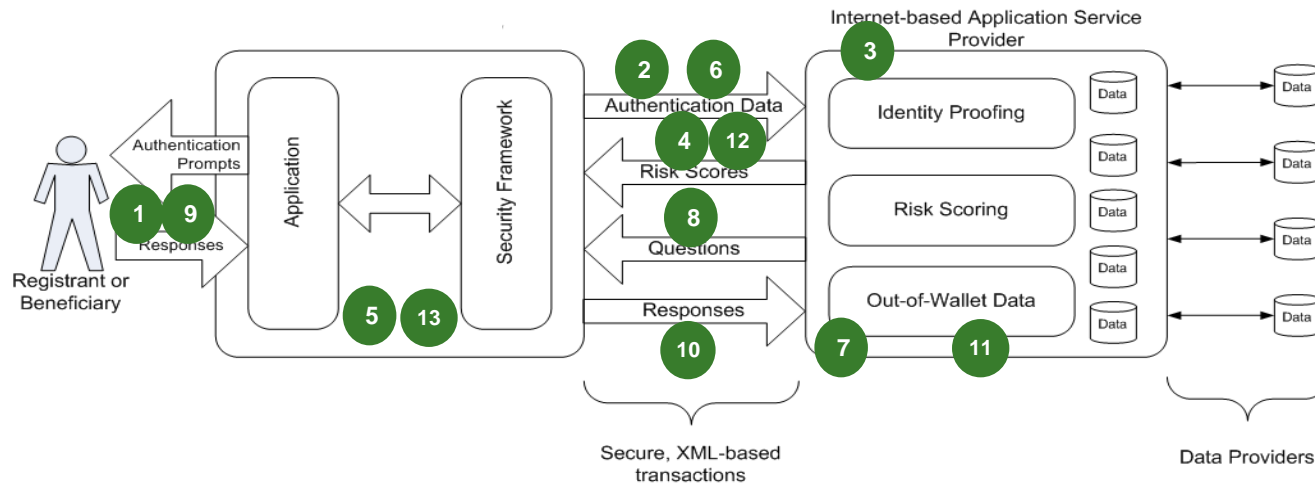 Internet-based Application Service
Provider
3
2
6
Authentication Data
4
12
Risk Scores
8
Questions
Responses
10
Authentication
Prompts
1
9
Responses
Registrant or
Beneficiary
Application
Security Framework
5
13
Identity Proofing
Risk Scoring
Out-of-Wallet Data
7
11
Data
Data
Data
Data
Data
Data
Data
Data
Data
Secure, XML-based
transactions
Data Providers